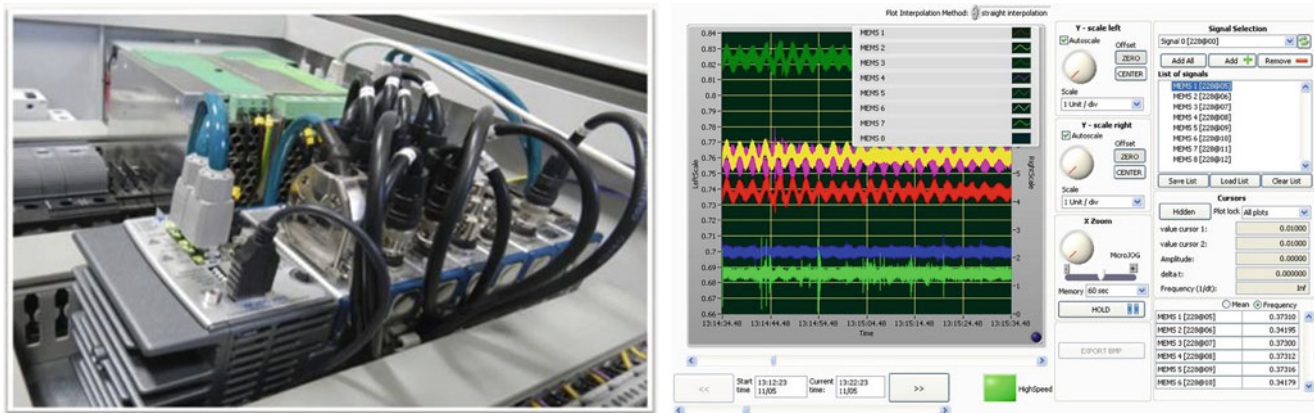 Plot Interpolation Method: straight interpolation
0.84
0.83
0.82
0.81
0.8
0.79
0.78
0.77
0.76
0.75
0.74
0.73
0.72
0.71
0.7
0.69
0.68
0.67
0.66
LeftScale
MEMS 1
MEMS 2
MEMS 3
MEMS 4
MEMS 5
MEMS 6
MEMS 7
MEMS 8
5
4
3
2
1
0
RightScale
13:14:34.48 13:14:44.48 13:14:54.48 13:15:04.48 13:15:14.48 13:15:24.48 13:15:34.48
Time
Y - scale left
Autoscale
Offset
ZERO
CENTER
Scale
1 Unit / div
Y - scale right
Autoscale
Offset
ZERO
CENTER
Scale
1 Unit / div
X Zoom
MicroJOG
Memory 60 sec
HOLD
EXPORT BMP
Signal Selection
Signal 0 [228@00]
Add All Add Remove
List of signals
MEMS 1 [228@05]
MEMS 2 [228@06]
MEMS 3 [228@07]
MEMS 4 [228@08]
MEMS 5 [228@09]
MEMS 6 [228@10]
MEMS 7 [228@11]
MEMS 8 [228@12]
Save List Load List Clear List
Cursors
Hidden Plot lock All plots
value cursor 1: 0.01000
value cursor 2: 0.01000
Amplitude: 0.00000
delta t: 0.000000
Frequency (1/dt): Inf
Mean Frequency
MEMS 1 [228@05] 0.37310
MEMS 2 [228@06] 0.34195
MEMS 3 [228@07] 0.37300
MEMS 4 [228@08] 0.37312
MEMS 5 [228@09] 0.37316
MEMS 6 [228@10] 0.34179
<< Start time 13:12:23 11/05 Current time: 13:22:23 11/05 >>
HighSpeed